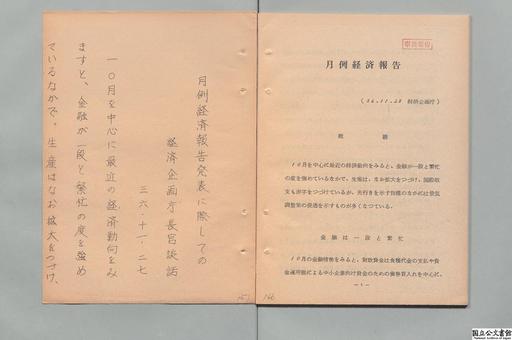 月例経済報告発表に際しての
経済企画庁長官談話
三六・十一・二七
一〇月を中心に最近の経済動向をみ
ますと、金融が一段と繁忙の度を強め
ているなかで、生産はなお拡大をつづけ、
月例経済報告
(36.11.28 経済企画庁)
概観
10月を中心に最近の経済動向をみると、金融が一段と繁忙
の度を強めているなかで、生産は、なお拡大をつづけ、国際収
支も赤字をつづけているが、先行きを示す指標のなかには景気
調整策の浸透を示すものが多くなつている。
金融は一段と繁忙
10月の金融情勢をみると、財政資金は食糧代金の支払や資
金運用部による中小企業向け資金のための債券買入れを中心に、
- 1 -
165
166
国立公文書館
National Archives of Japan